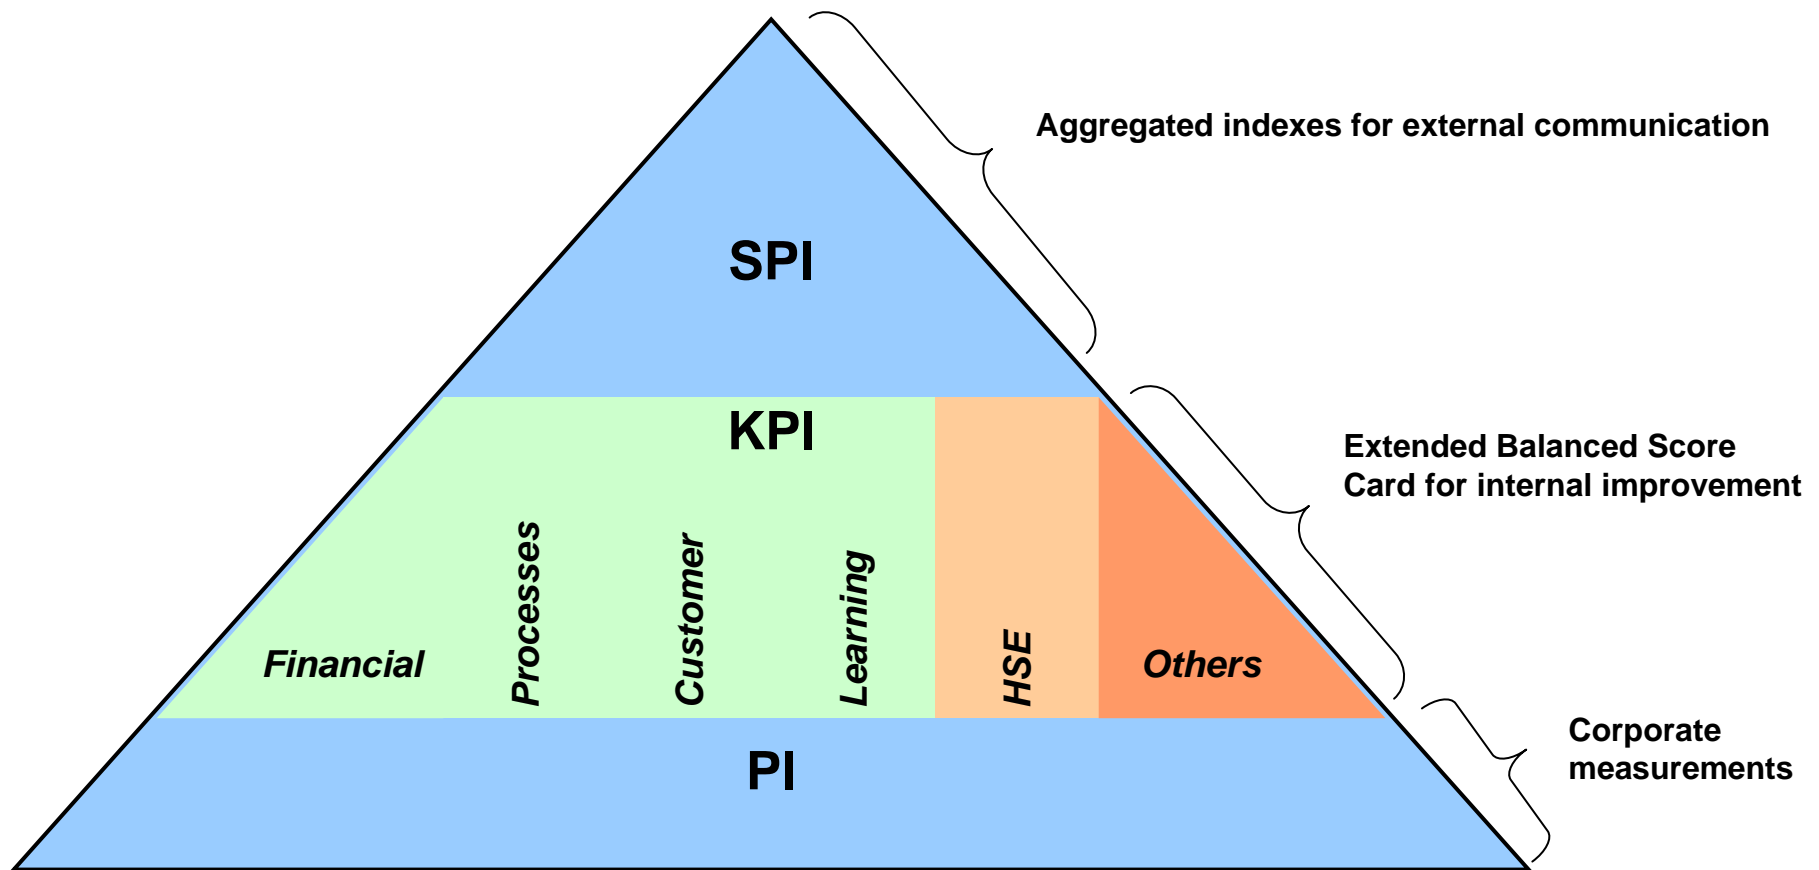 Aggregated indexes for external communication
SPI
KPI
Extended Balanced Score
Card for internal improvement
Financial
Processes
Customer
Learning
HSE
Others
PI
Corporate
measurements